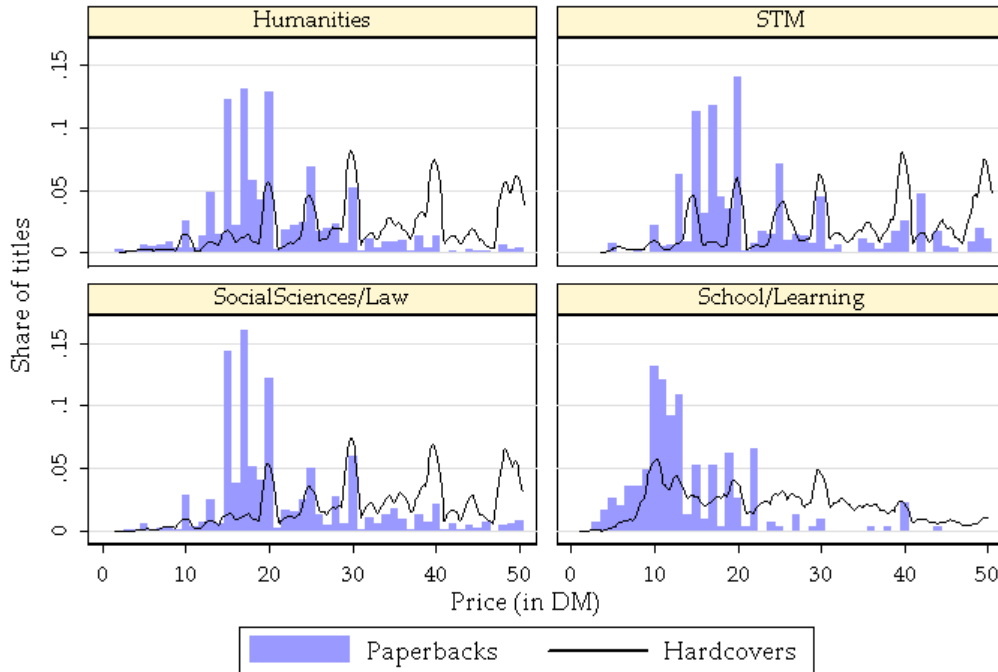 Humanities
STM
.15
.1
.05
0
SocialSciences/Law
School/Learning
.15
.1
.05
0
Share of titles
0 10 20 30 40 50
0 10 20 30 40 50
Price (in DM)
Paperbacks
Hardcovers